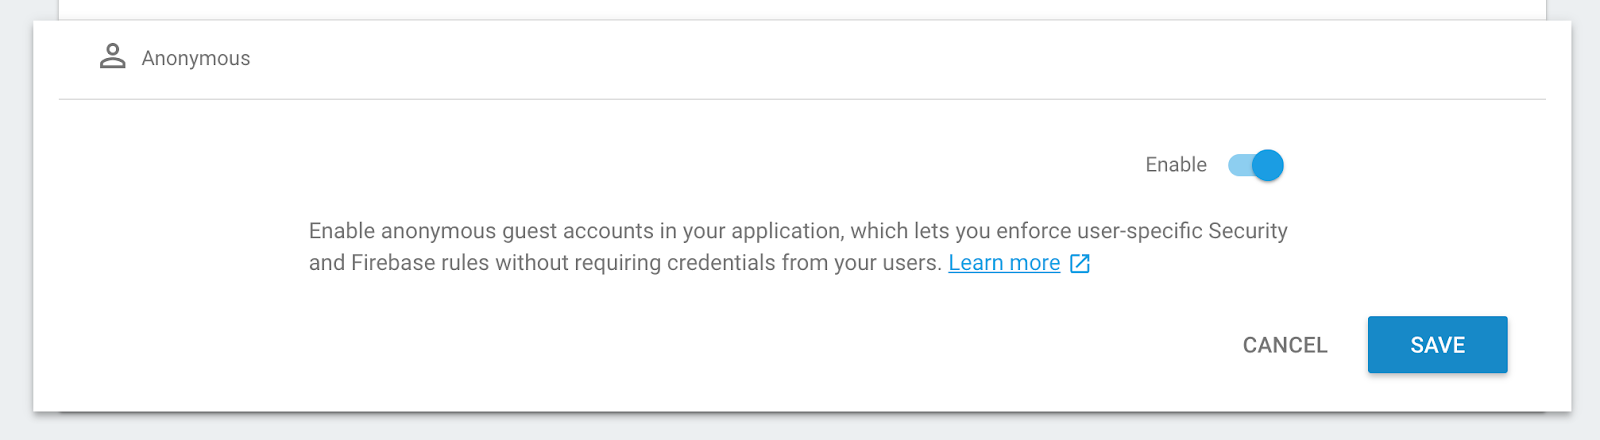 Anonymous
Enable
Enable anonymous guest accounts in your application, which lets you enforce user-specific Security
and Firebase rules without requiring credentials from your users. Learn more
CANCEL
SAVE